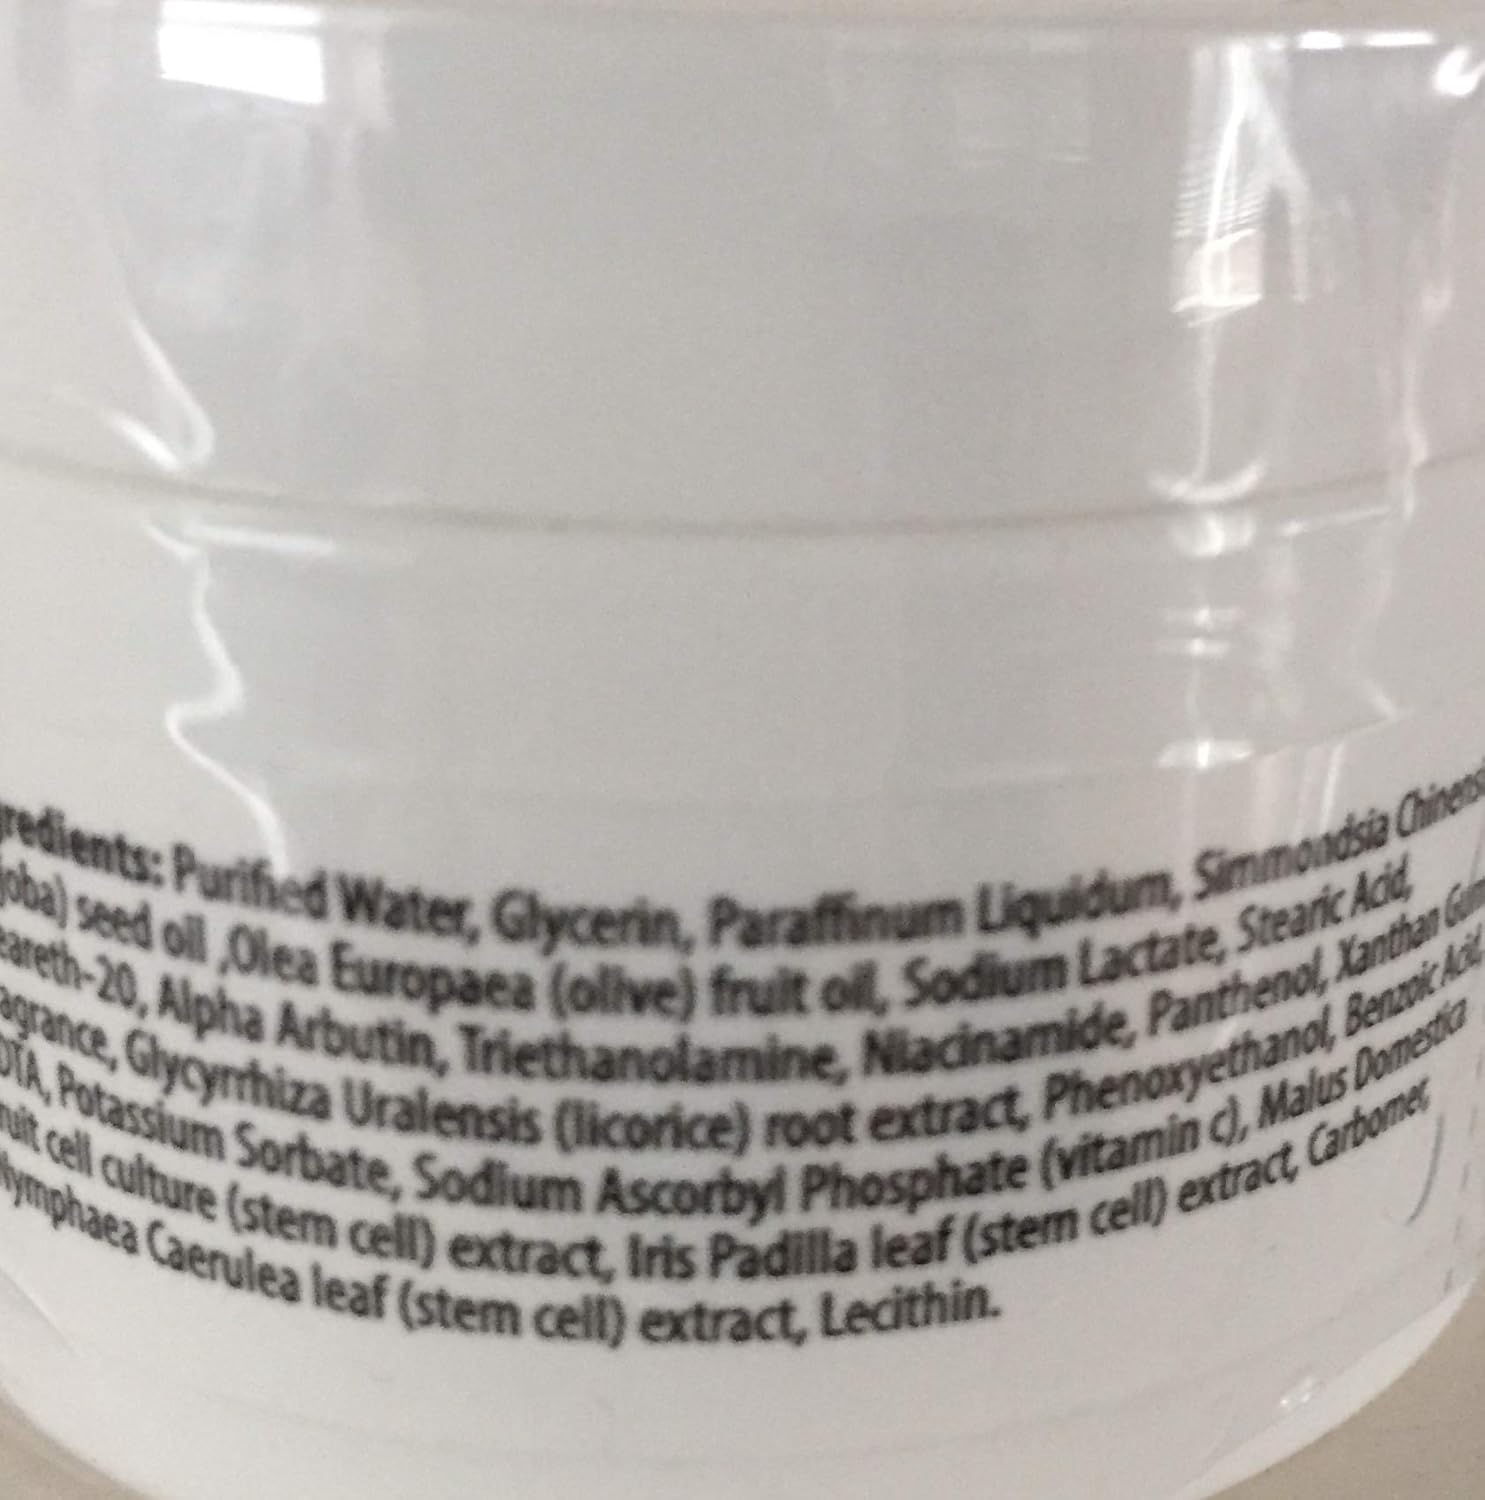 gredients: Purified Water, Glycerin, Paraffinum Liquidum, Simmondsia Chinens
joba) seed oil ,Olea Europaea (olive) fruit oil, Sodium Lactate, Stearic Acid,
eareth-20, Alpha Arbutin, Triethanolamine, Niacinamide, Panthenol, Xanthan Gum
agrance, Glycyrrhiza Uralensis (licorice) root extract, Phenoxyethanol, Benzoic Acid,
DTA, Potassium Sorbate, Sodium Ascorbyl Phosphate (vitamin c), Malus Domestica
ruit cell culture (stem cell) extract, Iris Padilla leaf (stem cell) extract, Carbomer,
Nymphaea Caerulea leaf (stem cell) extract, Lecithin.